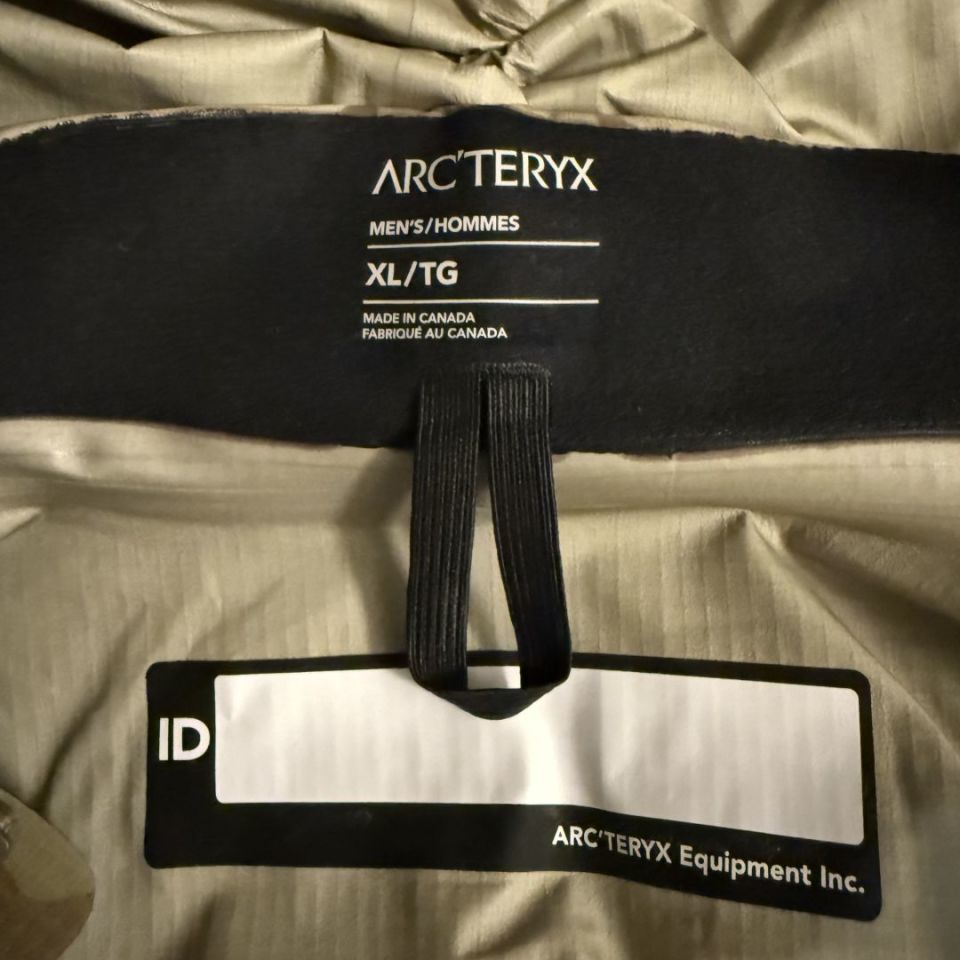 ARC'TERYX
MEN'S/HOMMES
XL/TG
MADE IN CANADA
FABRIQUÉ AU CANADA
ID
ARC'TERYX Equipment Inc.